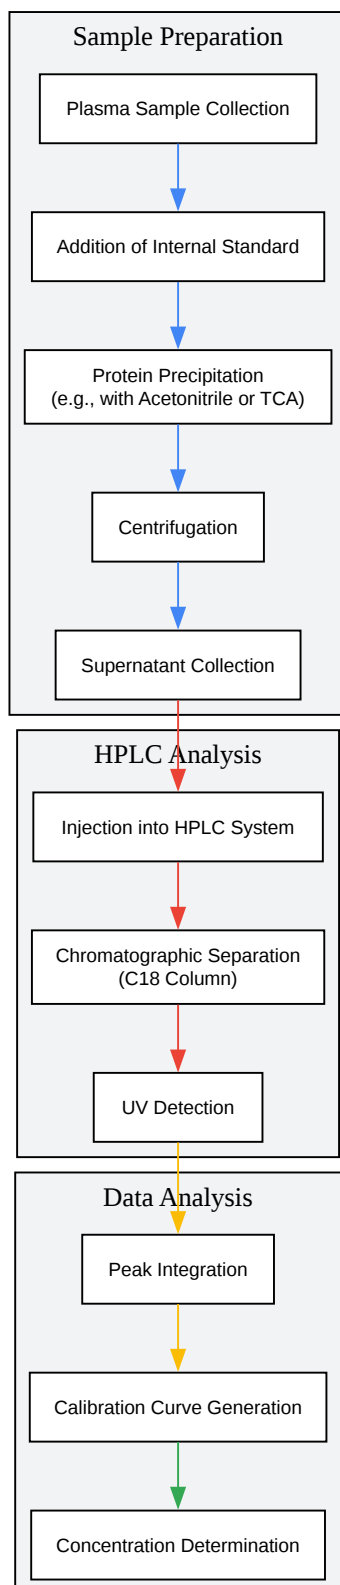 Sample Preparation
Plasma Sample Collection
Addition of Internal Standard
Protein Precipitation
(e.g., with Acetonitrile or TCA)
Centrifugation
Supernatant Collection
HPLC Analysis
Injection into HPLC System
Chromatographic Separation
(C18 Column)
UV Detection
Data Analysis
Peak Integration
Calibration Curve Generation
Concentration Determination